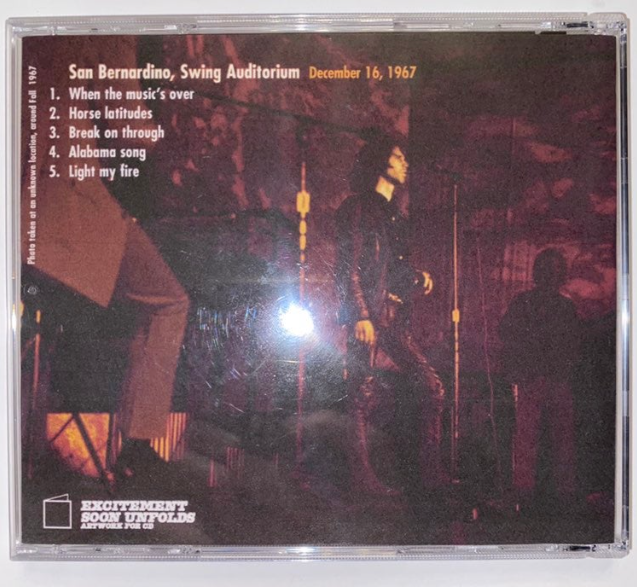 San Bernardino, Swing Auditorium December 16, 1967
1. When the music's over
2. Horse latitudes
3. Break on through
4. Alabama song
5. Light my fire
Photo taken at an unknown location, around Fall 1967
EXCITEMENT
SOON UNFOLDS
ARTWORK FOR CD